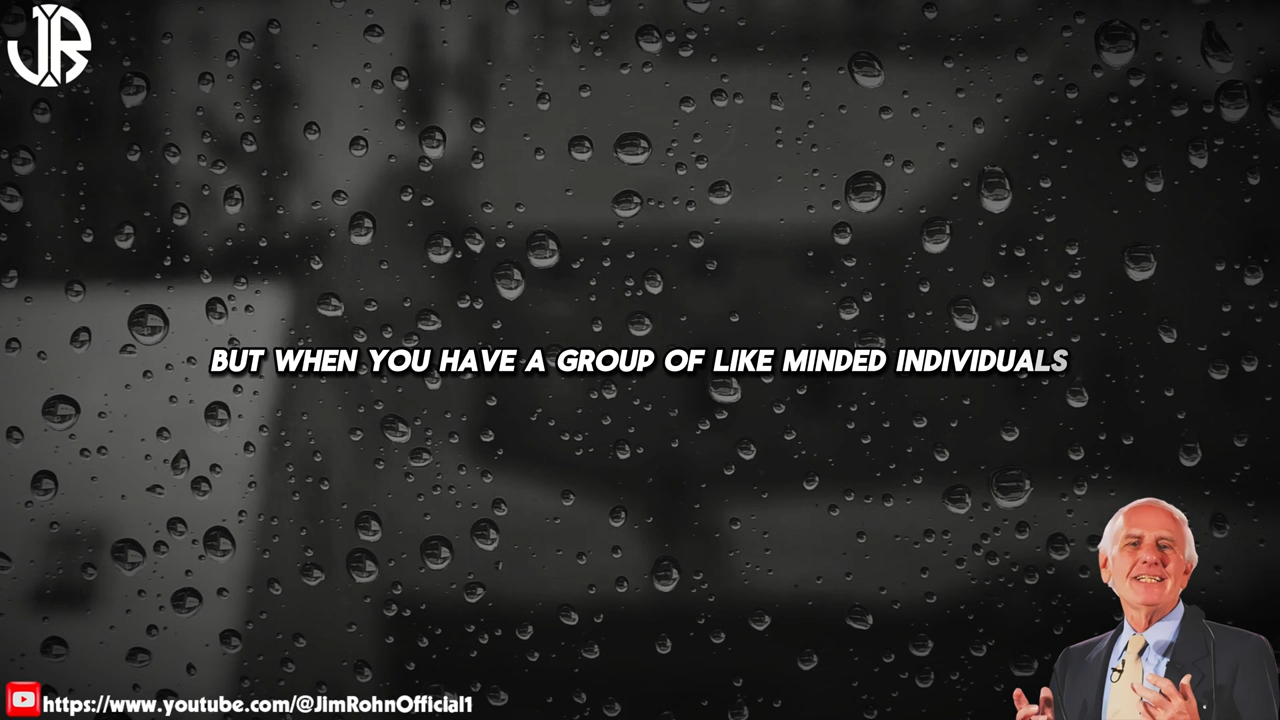 JR
BUT WHEN YOU HAVE A GROUP OF LIKE MINDED INDIVIDUALS
https://www.youtube.com/@JimRohnOfficial1